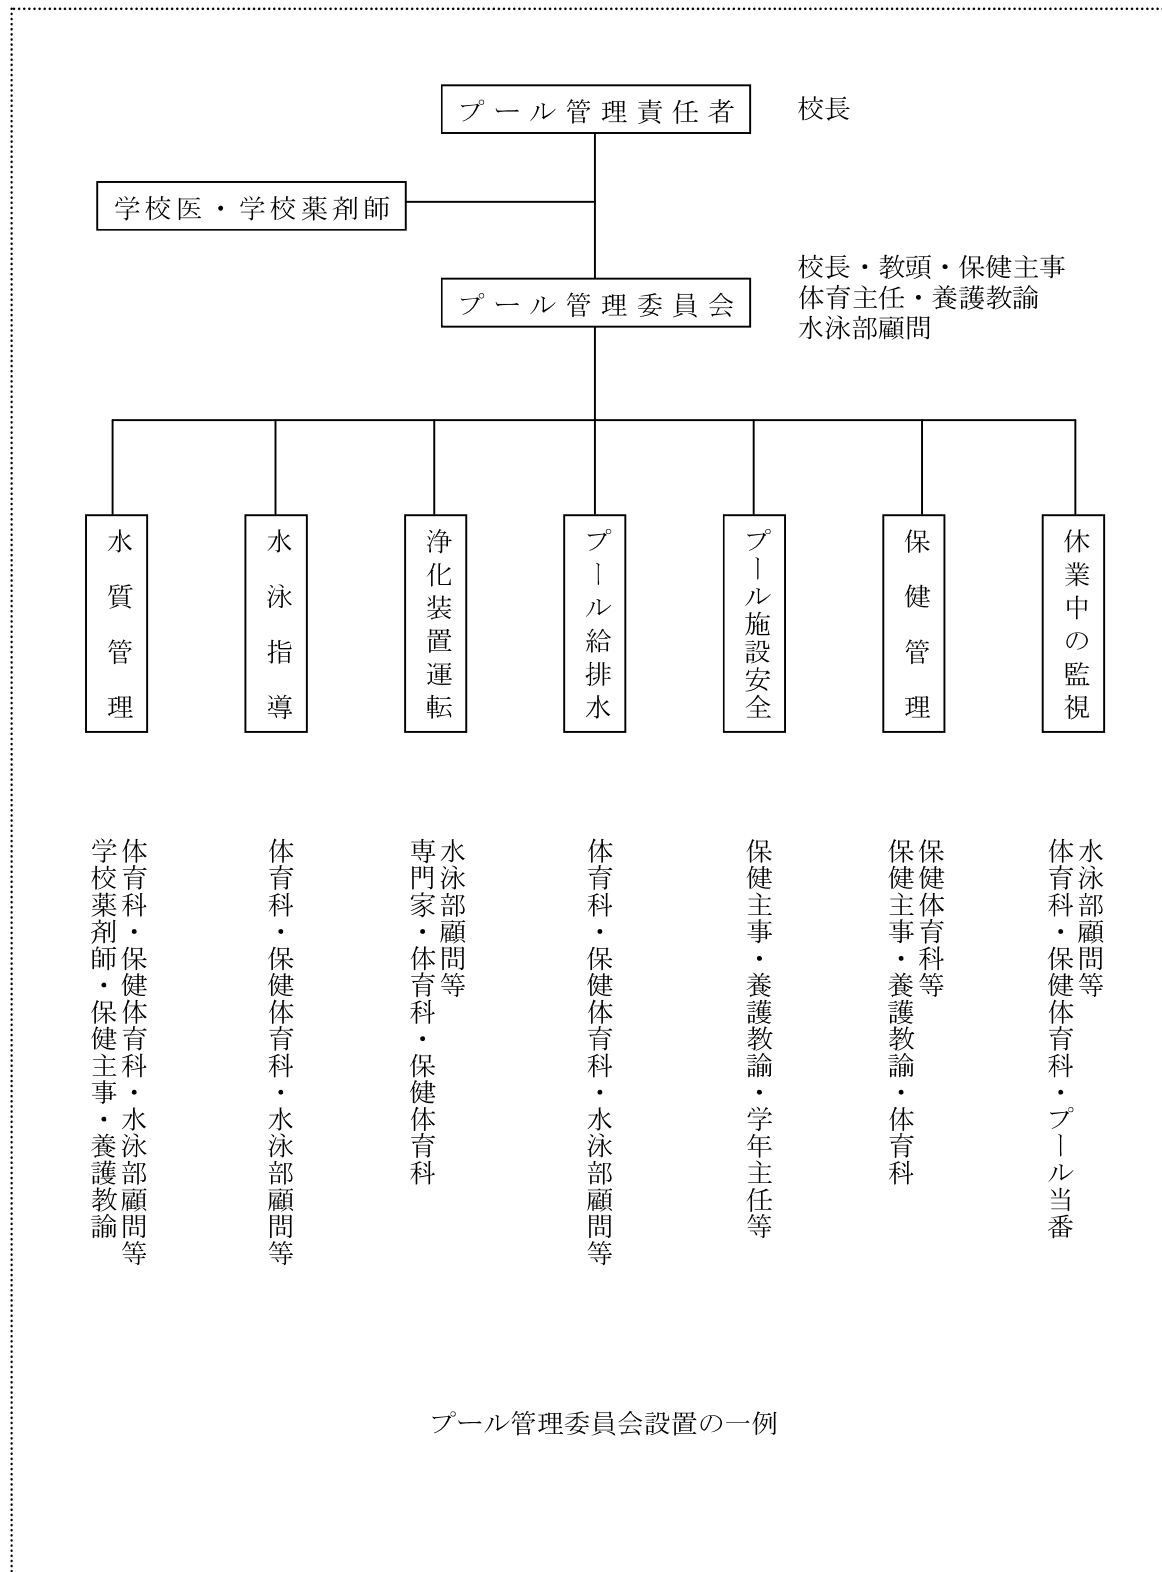 プール管理責任者
校長
学校医・学校薬剤師
校長・教頭・保健主事
体育主任・養護教諭
水泳部顧問
プール管理委員会
水質管理
水泳指導
浄化装置運転
プール給排水
プール施設安全
保健管理
休業中の監視
学校薬剤師・保健主事・養護教諭
体育科・保健体育科・水泳部顧問等
体育科・保健体育科・水泳部顧問等
専門家・体育科・保健体育科
水泳部顧問等
体育科・保健体育科・水泳部顧問等
保健主事・養護教諭・学年主任等
保健主事・養護教諭・体育科
保健体育科等
体育科・保健体育科・プール当番
水泳部顧問等
プール管理委員会設置の一例